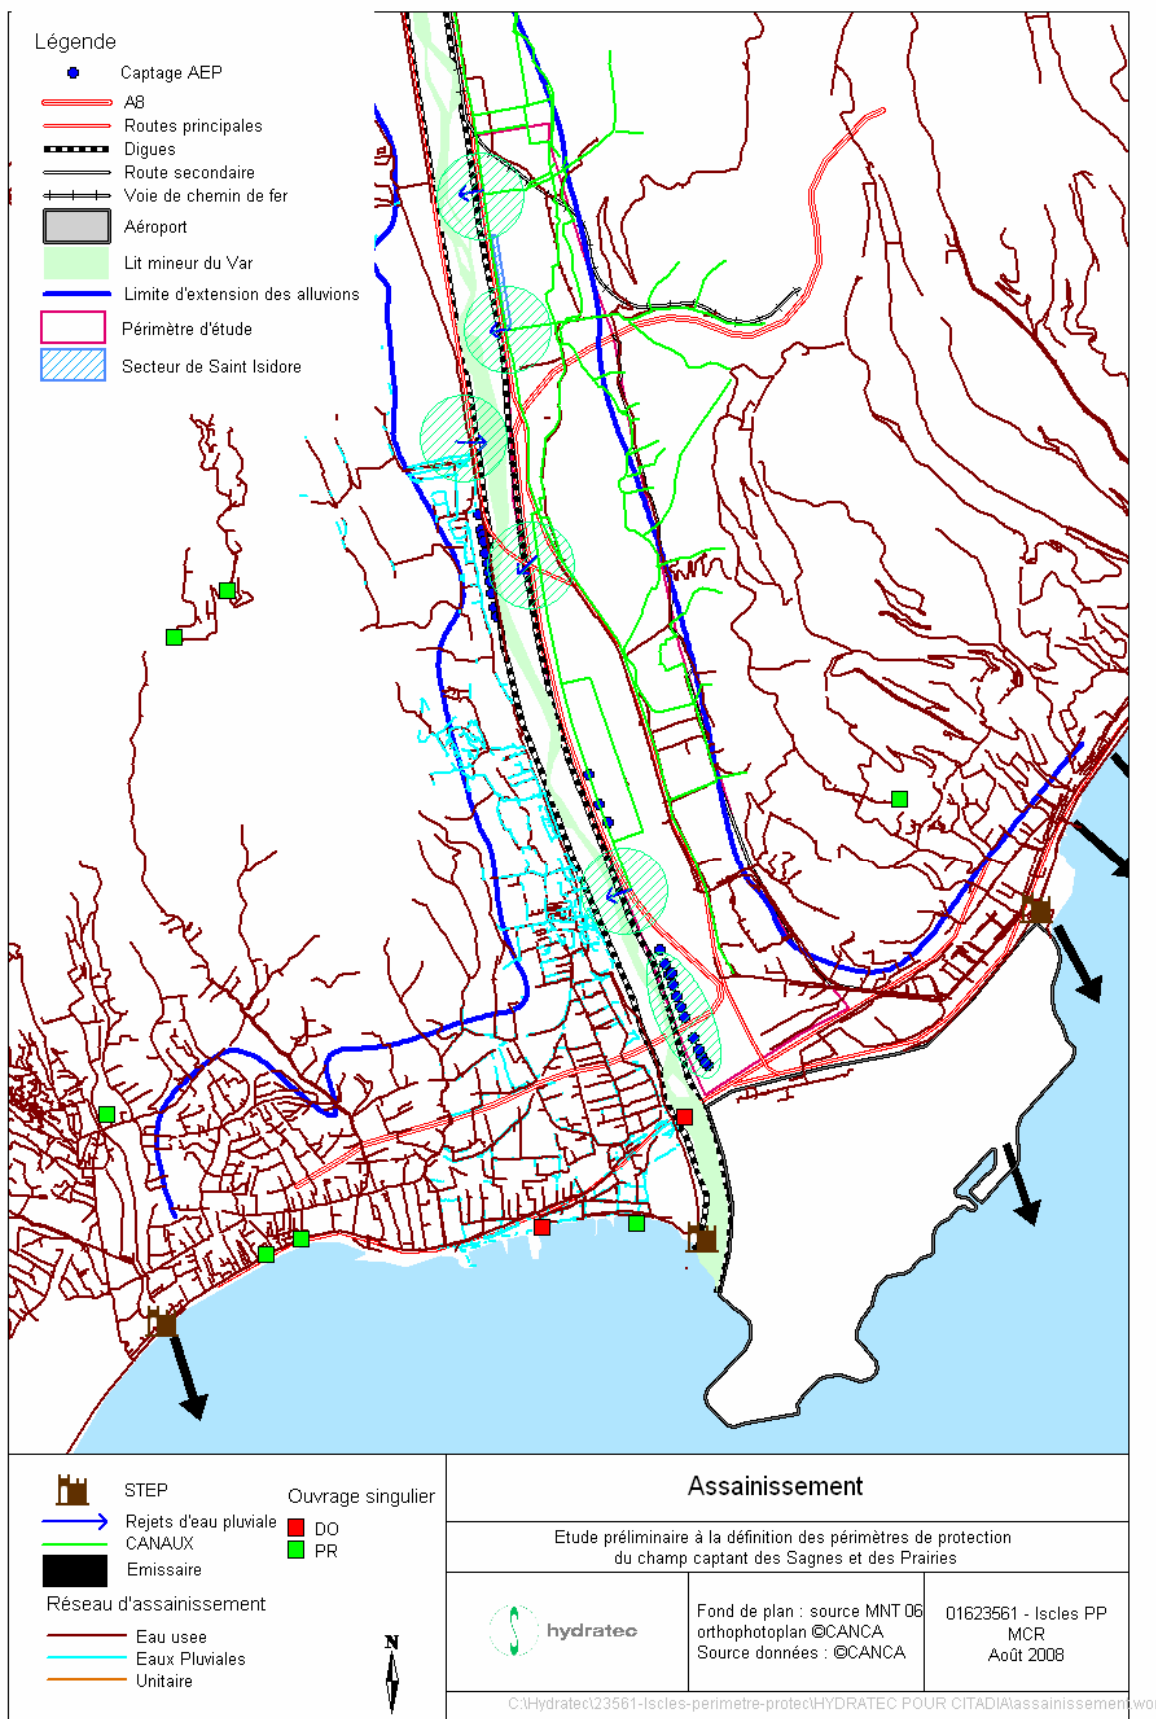 Légende
Captage AEP
A8
Routes principales
Digues
Route secondaire
Voie de chemin de fer
Aéroport
Lit mineur du Var
Limite d'extension des alluvions
Périmètre d'étude
Secteur de Saint Isidore
STEP
Rejets d'eau pluviale
CANAUX
Emissaire
Ouvrage singulier
DO
PR
Réseau d'assainissement
Eau usee
Eaux Pluviales
Unitaire
N
Assainissement
Etude préliminaire à la définition des périmètres de protection
du champ captant des Sagnes et des Prairies
hydratec
Fond de plan : source MNT 06
orthophotoplan ©CANCA
Source données : ©CANCA
01623561 - Iscles PP
MCR
Août 2008
C:\Hydratec\23561-Iscles-perimetre-protec\HYDRATEC POUR CITADIA\assainissement.wor